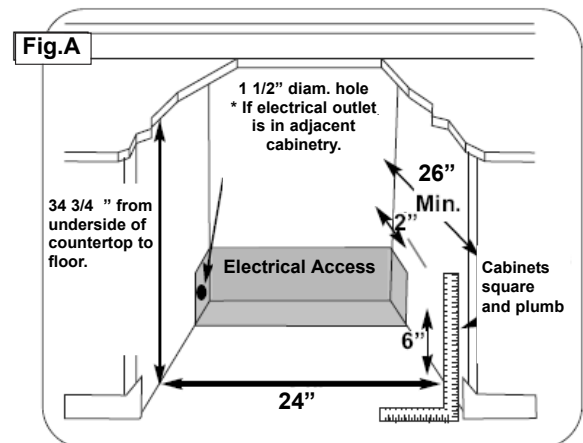 Fig.A
1 1/2” diam. hole
* If electrical outlet
is in adjacent
cabinetry.
34 3/4 ” from
underside of
countertop to
floor.
26”
Min.
2”
Electrical Access
Cabinets
square
and plumb
6”
24”